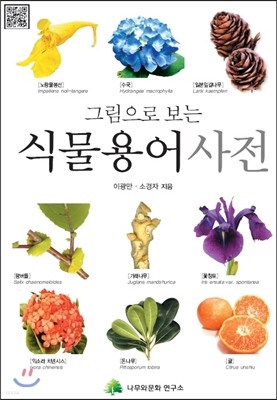 [노랑물봉선]
Impatiens noli-tangere
[수국]
Hydrangea macrophylla
[일본잎갈나무]
Larix kaempferi
그림으로 보는
식물용어사전
이광만 · 소경자 지음
[왕버들]
Salix chaenomeloides
[가래나무]
Juglans mandshurica
[꽃창포]
Iris ensata var. spontanea
[익소라 치넨시스]
Ixora chinensis
[돈나무]
Pittosporum tobira
[귤]
Citrus unshiu
나무와문화 연구소